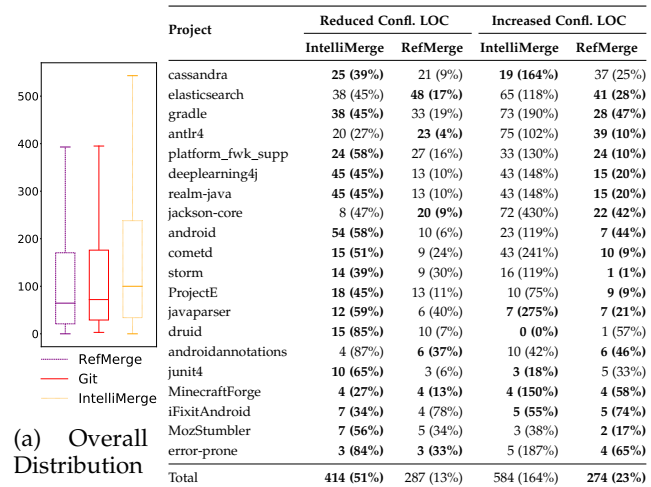 Project Reduced Confl. LOC Increased Confl. LOC
IntelliMerge RefMerge IntelliMerge RefMerge
cassandra 25 (39%) 21 (9%) 19 (164%) 37 (25%)
elasticsearch 38 (45%) 48 (17%) 65 (118%) 41 (28%)
gradle 38 (45%) 33 (19%) 73 (190%) 28 (47%)
antlr4 20 (27%) 23 (4%) 75 (102%) 39 (10%)
platform_fwk_supp 24 (58%) 27 (16%) 33 (130%) 24 (10%)
deeplearning4j 45 (45%) 13 (10%) 43 (148%) 15 (20%)
realm-java 45 (45%) 13 (10%) 43 (148%) 15 (20%)
jackson-core 8 (47%) 20 (9%) 72 (430%) 22 (42%)
android 54 (58%) 10 (6%) 23 (119%) 7 (44%)
cometd 15 (51%) 9 (24%) 43 (241%) 10 (9%)
storm 14 (39%) 9 (30%) 16 (119%) 1 (1%)
ProjectE 18 (45%) 13 (11%) 10 (75%) 9 (9%)
javaparser 12 (59%) 6 (40%) 7 (275%) 7 (21%)
druid 15 (85%) 10 (7%) 0 (0%) 1 (57%)
androidannotations 4 (87%) 6 (37%) 10 (42%) 6 (46%)
junit4 10 (65%) 3 (6%) 3 (18%) 5 (33%)
MinecraftForge 4 (27%) 4 (13%) 4 (150%) 4 (58%)
iFixitAndroid 7 (34%) 4 (78%) 5 (55%) 5 (74%)
MozStumbler 7 (56%) 5 (34%) 3 (38%) 2 (17%)
error-prone 3 (84%) 3 (33%) 5 (187%) 4 (65%)
Total 414 (51%) 287 (13%) 584 (164%) 274 (23%)
500
400
300
200
100
0
RefMerge
Git
IntelliMerge
(a) Overall
Distribution